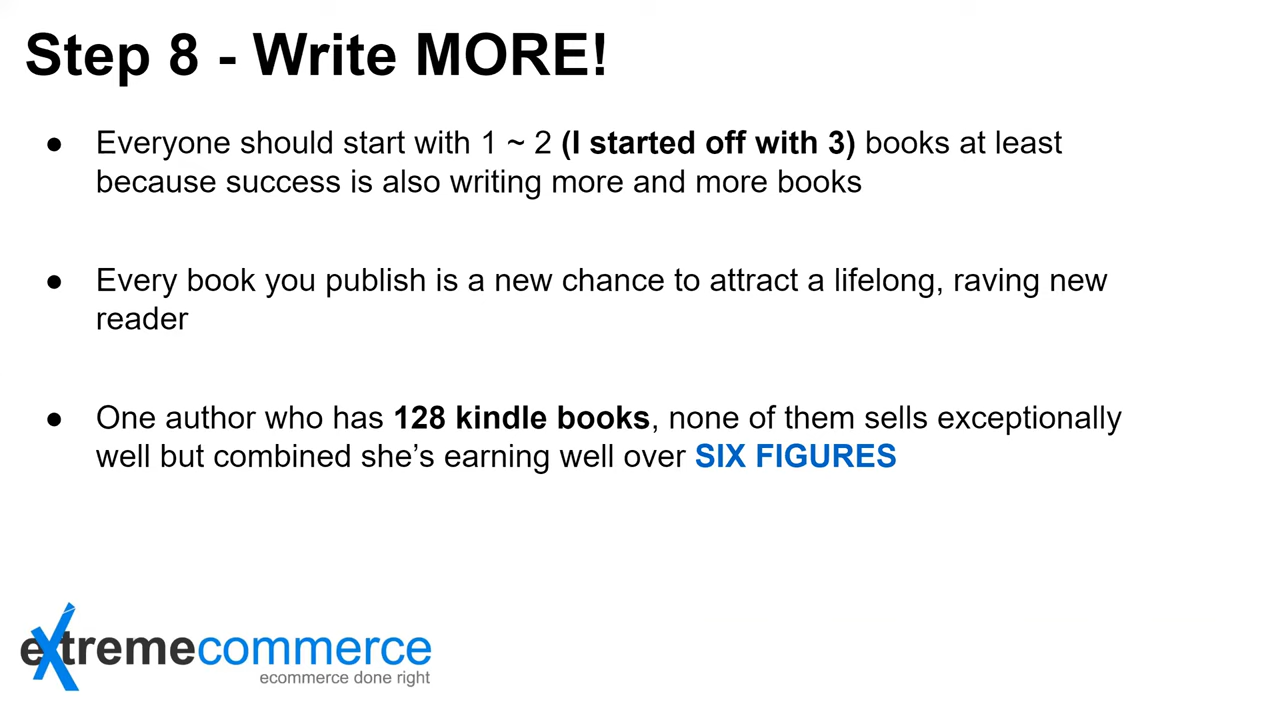 Step 8 - Write MORE!
● Everyone should start with 1 ~ 2 (I started off with 3) books at least
because success is also writing more and more books
● Every book you publish is a new chance to attract a lifelong, raving new
reader
● One author who has 128 kindle books, none of them sells exceptionally
well but combined she’s earning well over SIX FIGURES
extremecommerce
ecommerce done right